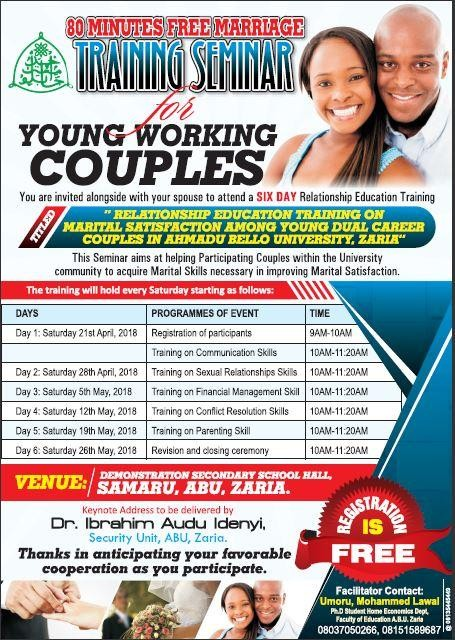 80 MINUTES FREE MARRIAGE
TRAINING SEMINAR
for
YOUNG WORKING
COUPLES
You are invited alongside with your spouse to attend a SIX DAY Relationship Education Training
TITLED
" RELATIONSHIP EDUCATION TRAINING ON
MARITAL SATISFACTION AMONG YOUNG DUAL CAREER
COUPLES IN AHMADU BELLO UNIVERSITY, ZARIA"
This Seminar aims at helping Participating Couples within the University
community to acquire Marital Skills necessary in improving Marital Satisfaction.
The training will hold every Saturday starting as follows:
DAYS PROGRAMMES OF EVENT TIME
Day 1: Saturday 21st April, 2018 Registration of participants 9AM-10AM
Training on Communication Skills 10AM-11:20AM
Day 2: Saturday 28th April, 2018 Training on Sexual Relationships Skills 10AM-11:20AM
Day 3: Saturday 5th May, 2018 Training on Financial Management Skill 10AM-11:20AM
Day 4: Saturday 12th May, 2018 Training on Conflict Resolution Skills 10AM-11:20AM
Day 5: Saturday 19th May, 2018 Training on Parenting Skill 10AM-11:20AM
Day 6: Saturday 26th May, 2018 Revision and closing ceremony 10AM-11:20AM
VENUE:
DEMONSTRATION SECONDARY SCHOOL HALL,
SAMARU, ABU, ZARIA.
Keynote Address to be delivered by
Dr. Ibrahim Audu Idenyi,
Security Unit, ABU, Zaria.
Thanks in anticipating your favorable
cooperation as you participate.
REGISTRATION
IS
FREE
Facilitator Contact:
Umoru, Mohammed Lawal
Ph.D Student Home Economics Dept,
Faculty of Education A.B.U. Zaria
08037050266, 08151589687